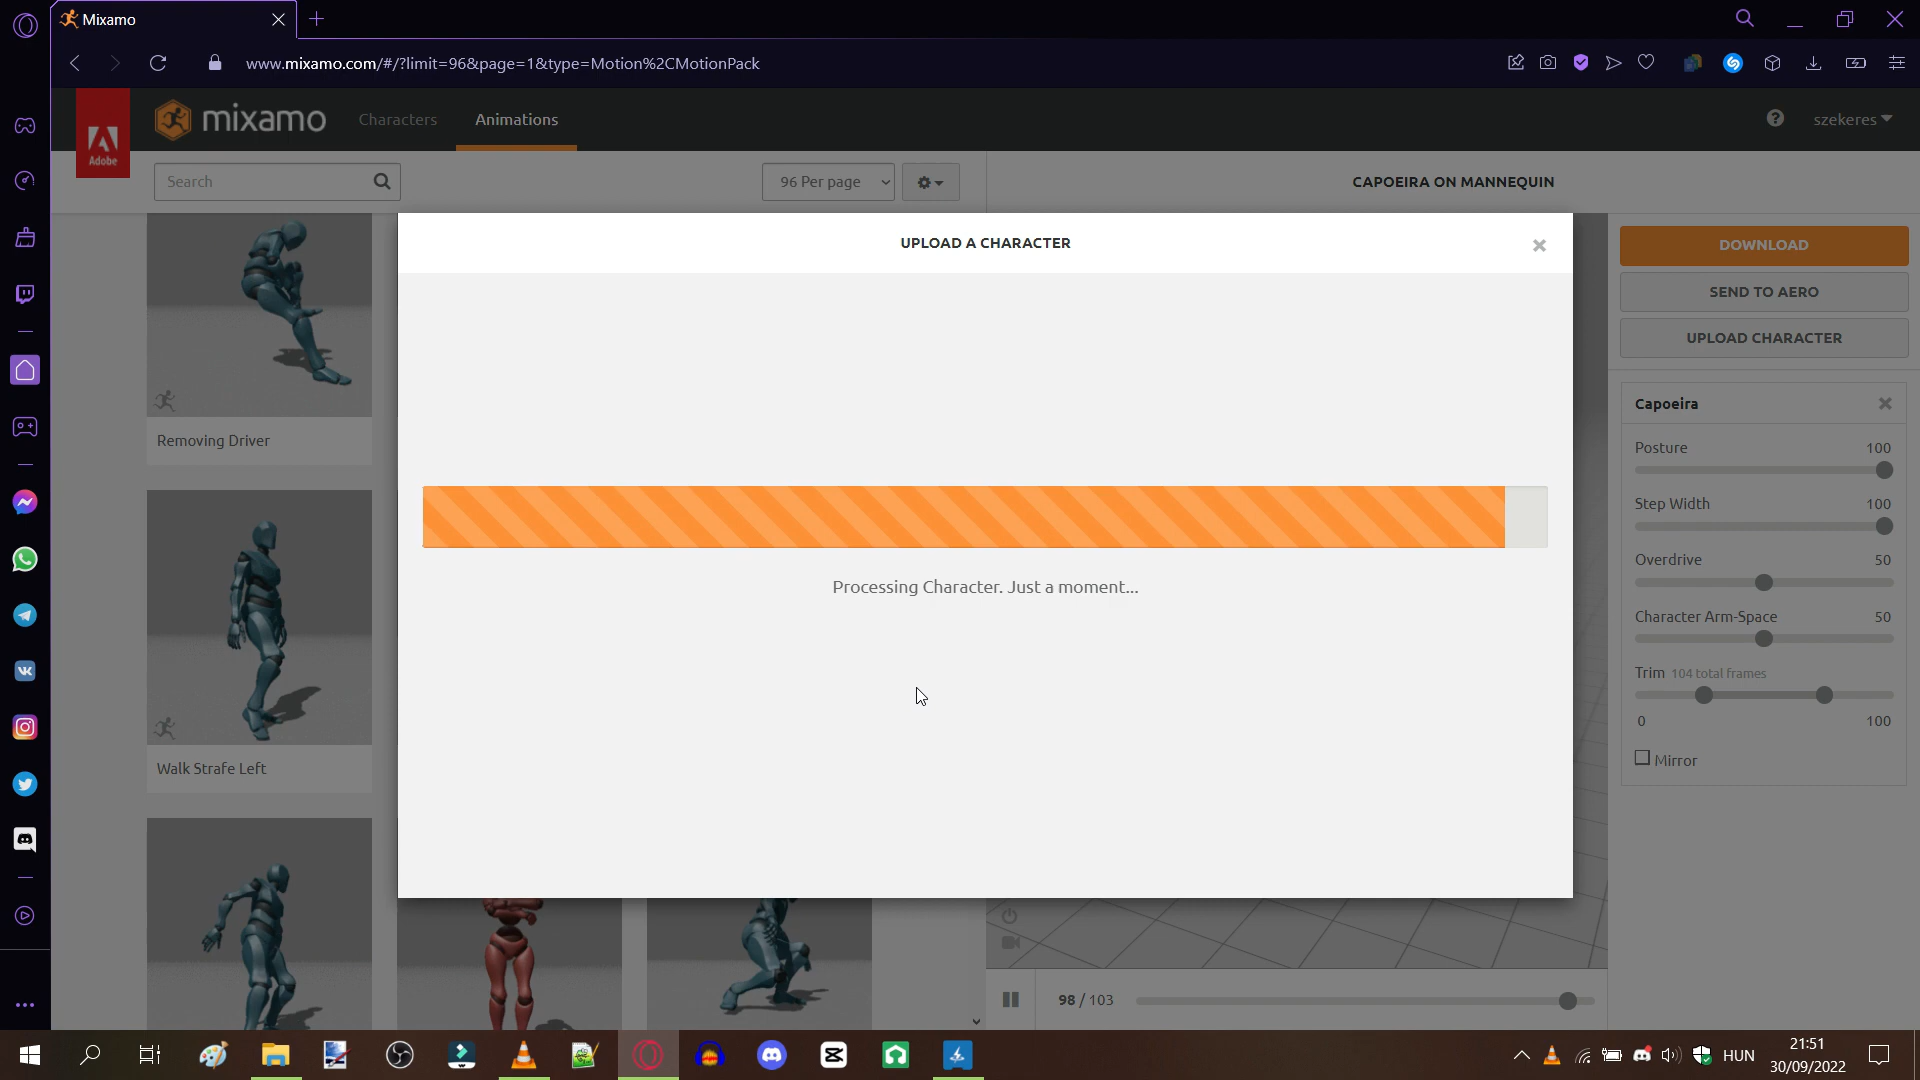 Mixamo
www.mixamo.com/#/?limit=96&page=1&type=Motion%2CMotionPack
Adobe
mixamo
Characters
Animations
szekeres
Search
96 Per page
CAPOEIRA ON MANNEQUIN
UPLOAD A CHARACTER
DOWNLOAD
SEND TO AERO
UPLOAD CHARACTER
Capoeira
Removing Driver
Posture 100
Step Width 100
Overdrive 50
Processing Character. Just a moment...
Character Arm-Space 50
Trim 104 total frames
0 100
Mirror
Walk Strafe Left
98 / 103
HUN
21:51
30/09/2022